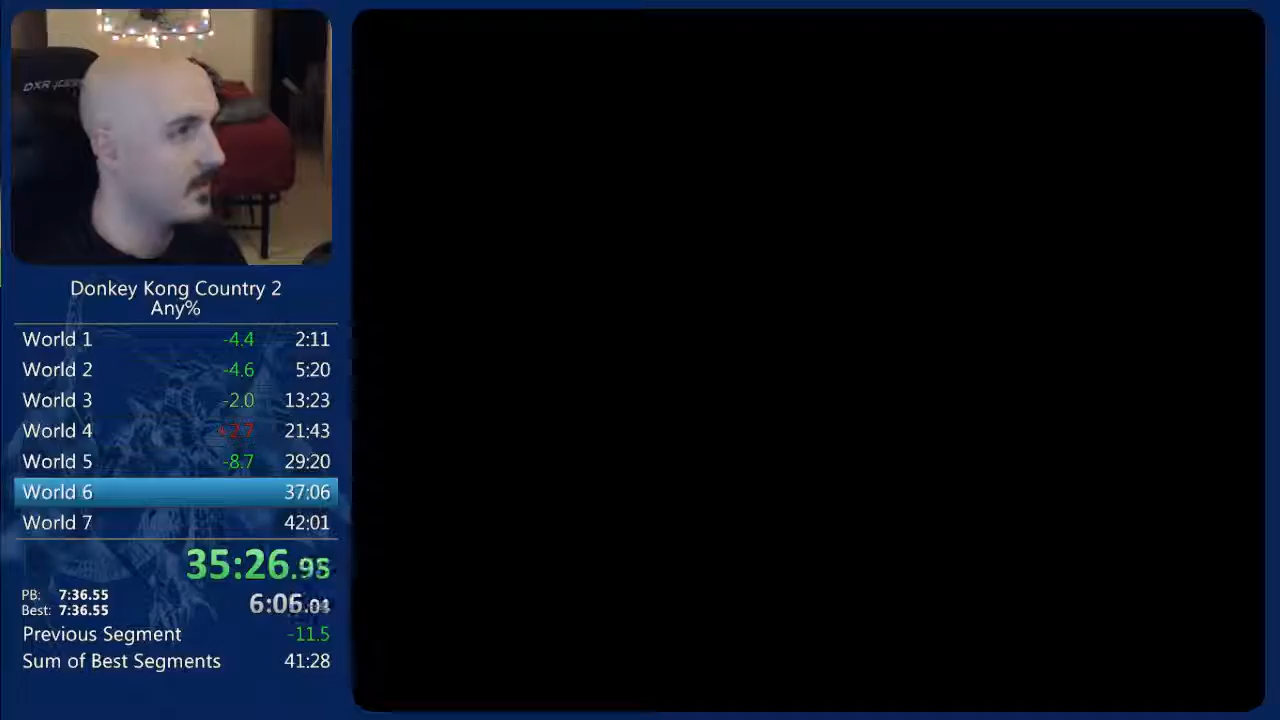 Donkey Kong Country 2
Any%
World 1 -4.4 2:11
World 2 -4.6 5:20
World 3 -2.0 13:23
World 4 +2.7 21:43
World 5 -8.7 29:20
World 6 37:06
World 7 42:01
35:26.95
PB: 7:36.55
Best: 7:36.55
6:05
Previous Segment -11.5
Sum of Best Segments 41:28